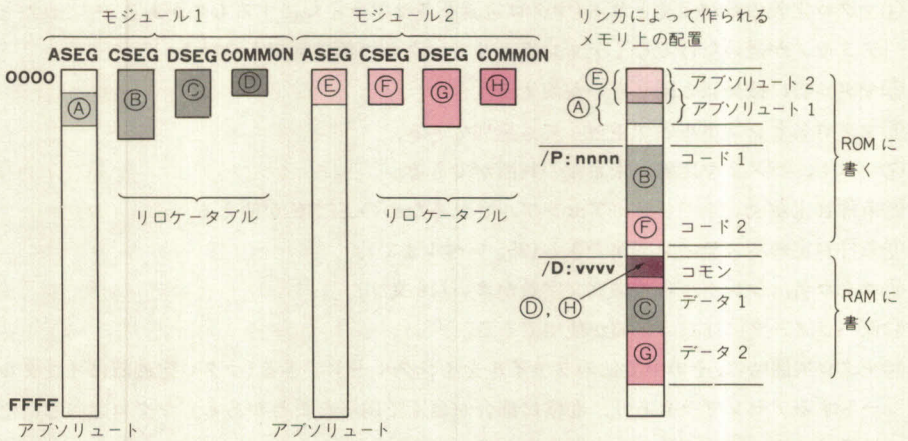 モジュール1
ASEG CSEG DSEG COMMON
0000
Ⓐ Ⓑ Ⓒ Ⓓ
リロケータブル
FFFF
アブソリュート
モジュール2
ASEG CSEG DSEG COMMON
Ⓔ Ⓕ Ⓖ Ⓗ
リロケータブル
アブソリュート
リンカによって作られる
メモリ上の配置
Ⓔ アブソリュート2
Ⓐ アブソリュート1
/P:nnnn コード1
Ⓑ
Ⓕ コード2
ROMに
書く
/D:vvvv コモン
Ⓓ, Ⓗ
Ⓒ データ1
Ⓖ データ2
RAMに
書く